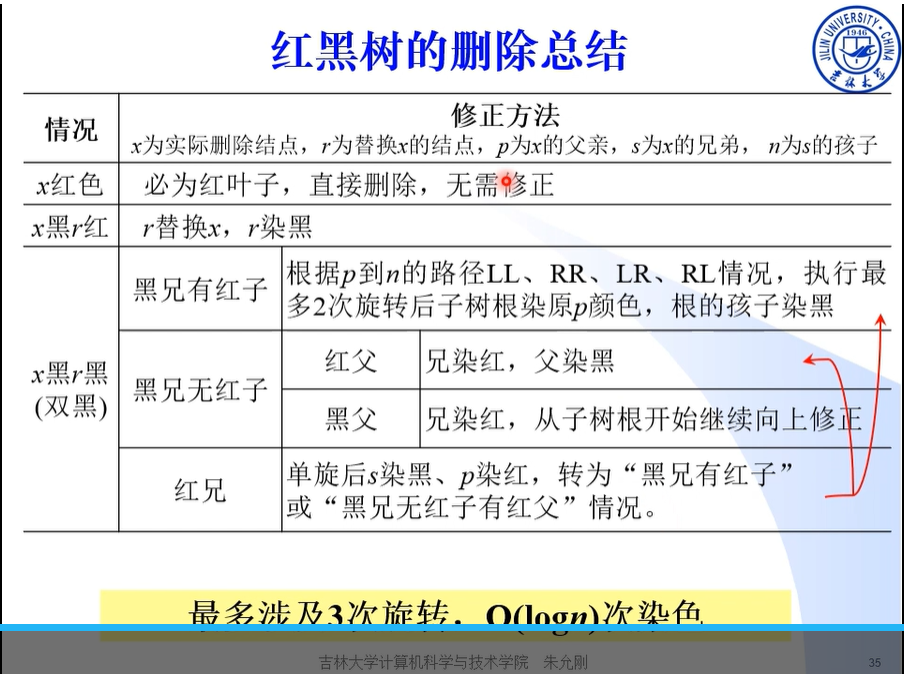 红黑树的删除总结
JILIN UNIVERSITY·CHINA
1946
吉林大学
情况
修正方法
x为实际删除结点，r为替换x的结点，p为x的父亲，s为x的兄弟， n为s的孩子
x红色
必为红叶子，直接删除，无需修正
x黑r红
r替换x，r染黑
x黑r黑
(双黑)
黑兄有红子
根据p到n的路径LL、RR、LR、RL情况，执行最
多2次旋转后子树根染原p颜色，根的孩子染黑
黑兄无红子
红父
兄染红，父染黑
黑父
兄染红，从子树根开始继续向上修正
红兄
单旋后s染黑、p染红，转为“黑兄有红子”
或“黑兄无红子有红父”情况。
最多涉及3次旋转，O(logn)次染色
吉林大学计算机科学与技术学院 朱允刚
35